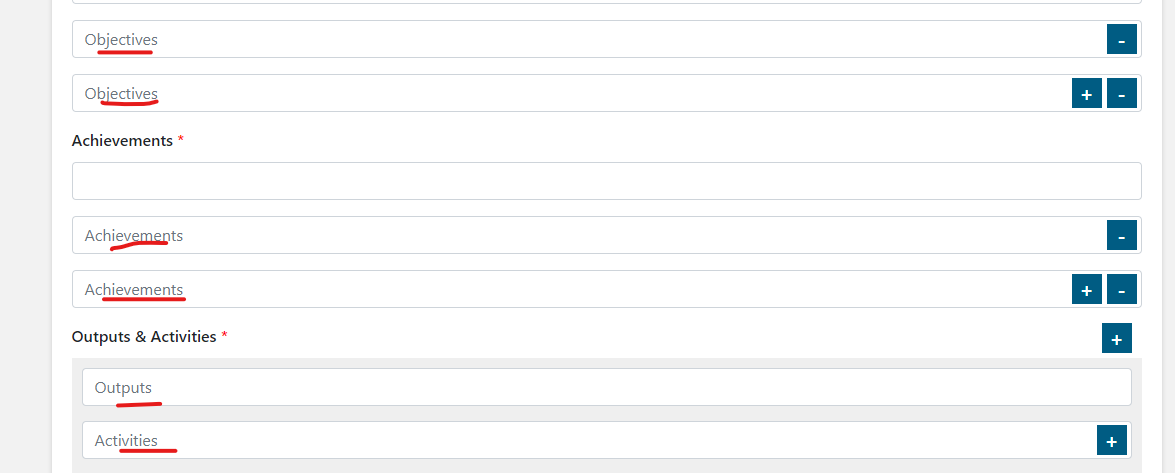 Objectives -
Objectives + -
Achievements *
Achievements -
Achievements + -
Outputs & Activities * +
Outputs
Activities +